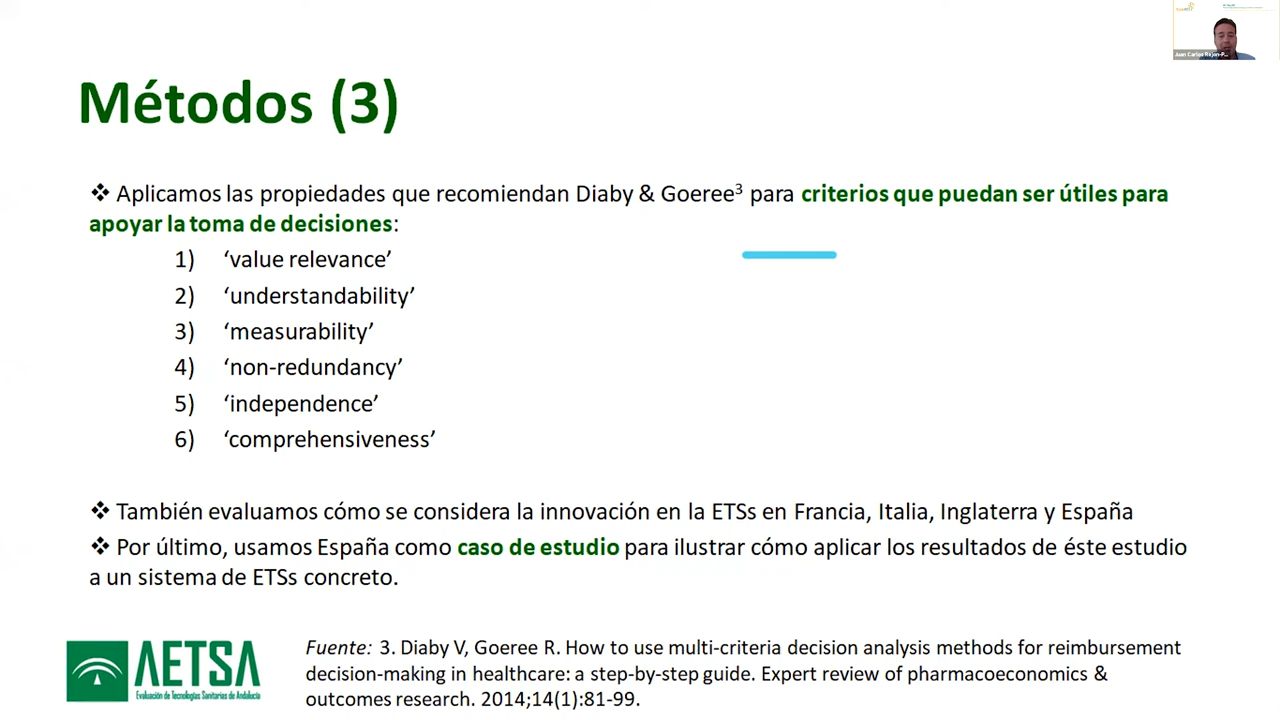 Juan Carlos Rejon-P...
Métodos (3)
❖ Aplicamos las propiedades que recomiendan Diaby & Goeree³ para criterios que puedan ser útiles para
apoyar la toma de decisiones:
1) ‘value relevance’
2) ‘understandability’
3) ‘measurability’
4) ‘non-redundancy’
5) ‘independence’
6) ‘comprehensiveness’
❖ También evaluamos cómo se considera la innovación en la ETSs en Francia, Italia, Inglaterra y España
❖ Por último, usamos España como caso de estudio para ilustrar cómo aplicar los resultados de éste estudio
a un sistema de ETSs concreto.
AETSA
Evaluación de Tecnologías Sanitarias de Andalucía
Fuente: 3. Diaby V, Goeree R. How to use multi-criteria decision analysis methods for reimbursement
decision-making in healthcare: a step-by-step guide. Expert review of pharmacoeconomics &
outcomes research. 2014;14(1):81-99.